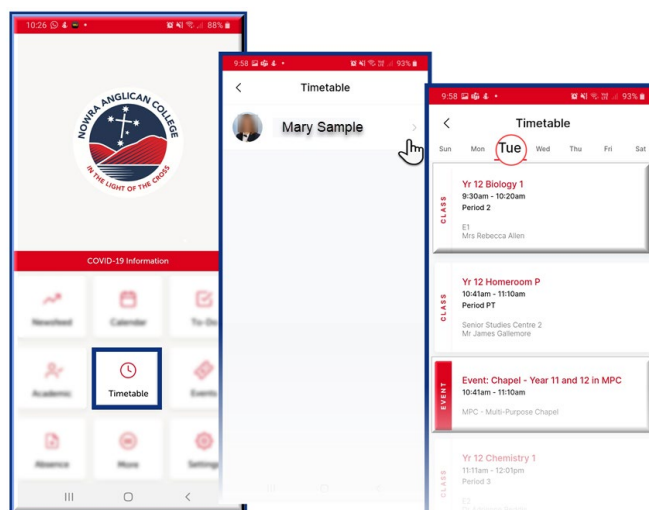 10:26
88%
NOWRA ANGLICAN COLLEGE
IN THE LIGHT OF THE CROSS
COVID-19 Information
Newsfeed
Calendar
To-Do
Academic
Timetable
Events
Absence
More
Settings
9:58
93%
Timetable
Mary Sample
9:58
93%
Timetable
Sun Mon Tue Wed Thu Fri Sat
CLASS
Yr 12 Biology 1
9:30am - 10:20am
Period 2
E1
Mrs Rebecca Allen
CLASS
Yr 12 Homeroom P
10:41am - 11:10am
Period PT
Senior Studies Centre 2
Mr James Gallemore
EVENT
Event: Chapel - Year 11 and 12 in MPC
10:41am - 11:10am
MPC - Multi-Purpose Chapel
CLASS
Yr 12 Chemistry 1
11:11am - 12:01pm
Period 3
E2